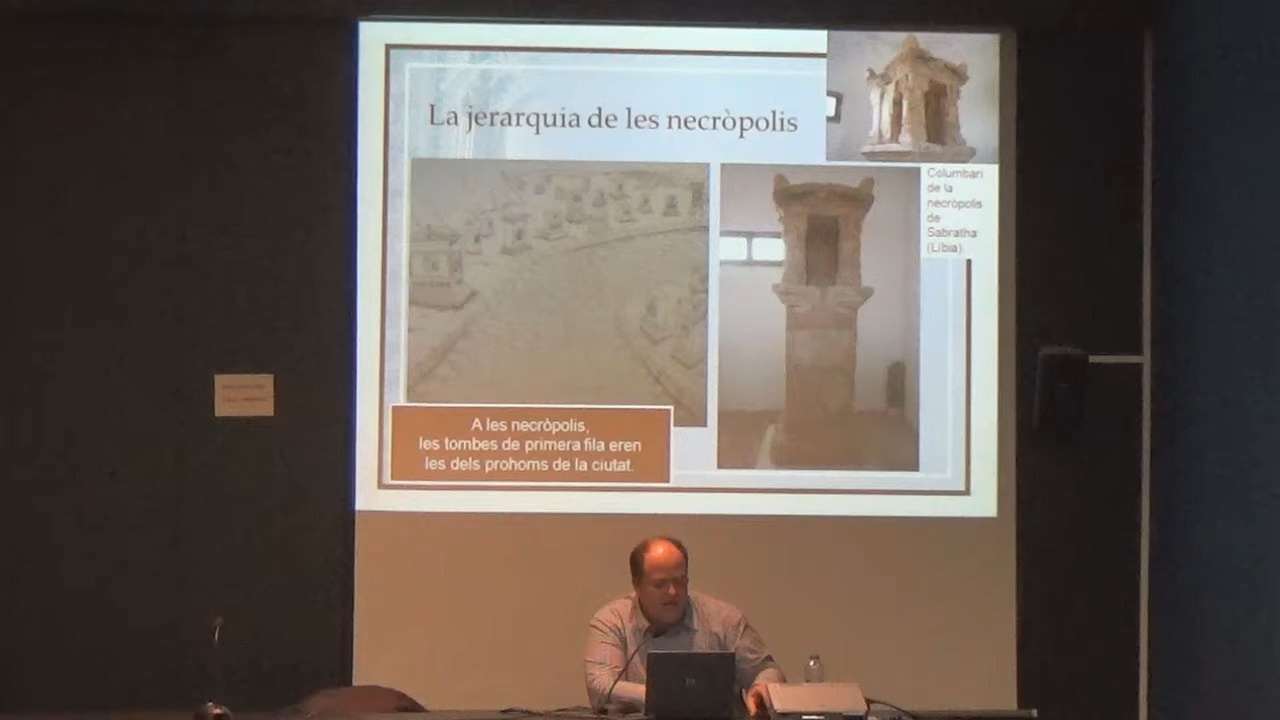 La jerarquia de les necròpolis
Columbari
de la
necròpolis
de
Sabratha
(Líbia)
A les necròpolis,
les tombes de primera fila eren
les dels prohoms de la ciutat.